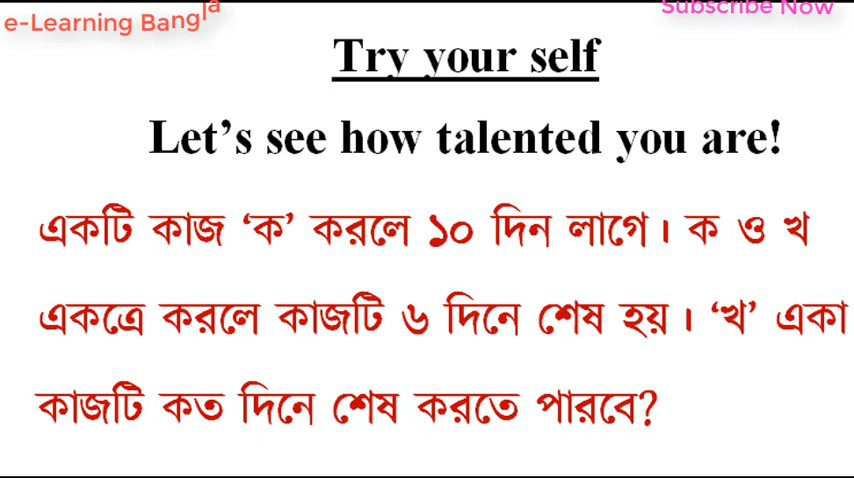 e-Learning Bangla
Subscribe Now
Try your self
Let’s see how talented you are!
একটি কাজ ‘ক’ করলে ১০ দিন লাগে। ক ও খ
একত্রে করলে কাজটি ৬ দিনে শেষ হয়। ‘খ’ একা
কাজটি কত দিনে শেষ করতে পারবে?